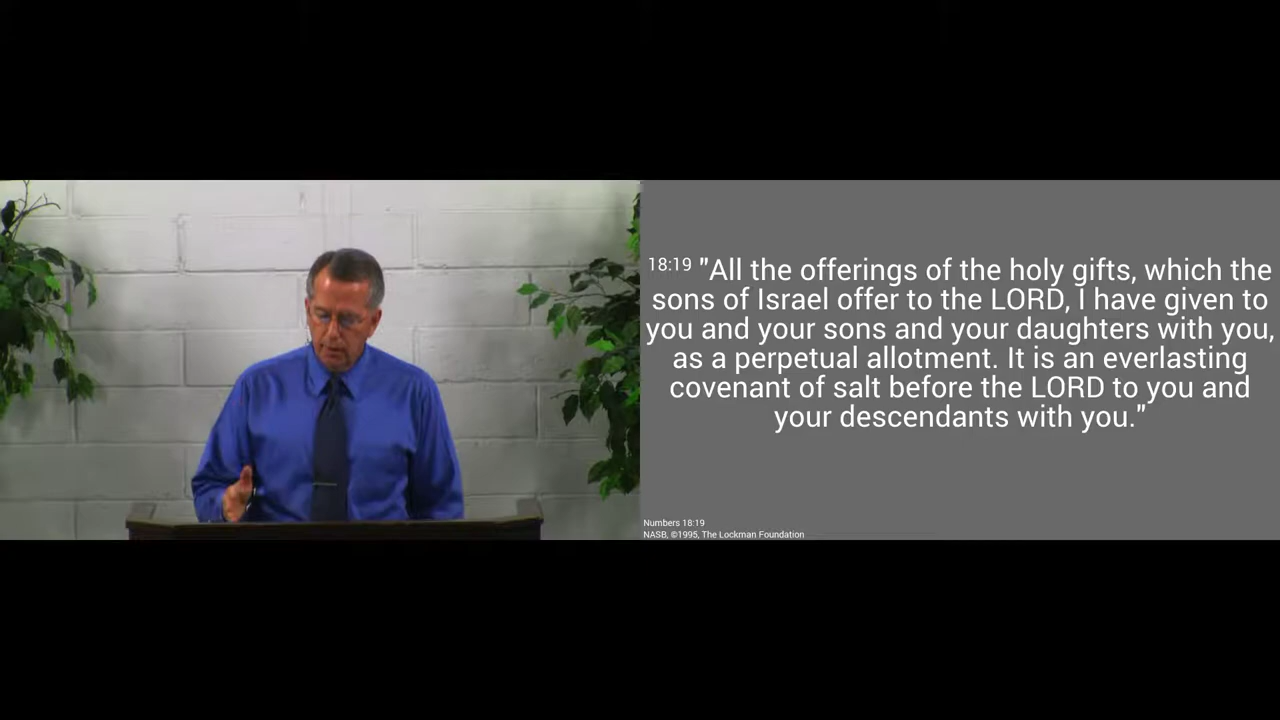 18:19 "All the offerings of the holy gifts, which the
sons of Israel offer to the LORD, I have given to
you and your sons and your daughters with you,
as a perpetual allotment. It is an everlasting
covenant of salt before the LORD to you and
your descendants with you."
Numbers 18:19
NASB, ©1995, The Lockman Foundation